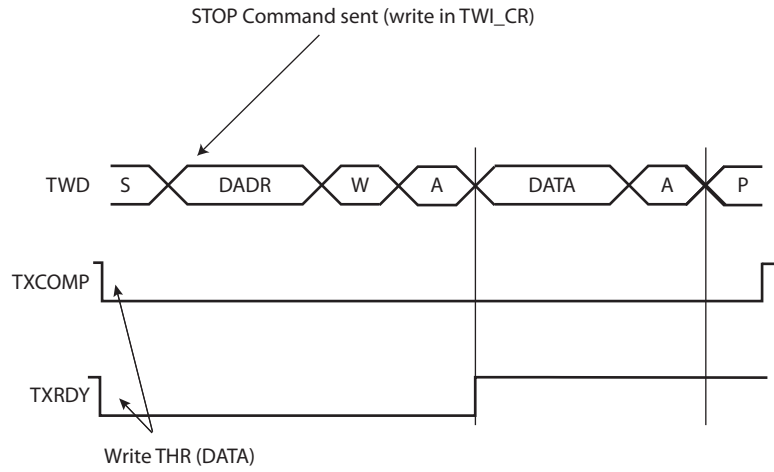 STOP Command sent (write in TWI_CR)
TWD S DADR W A DATA A P
TXCOMP
TXRDY
Write THR (DATA)